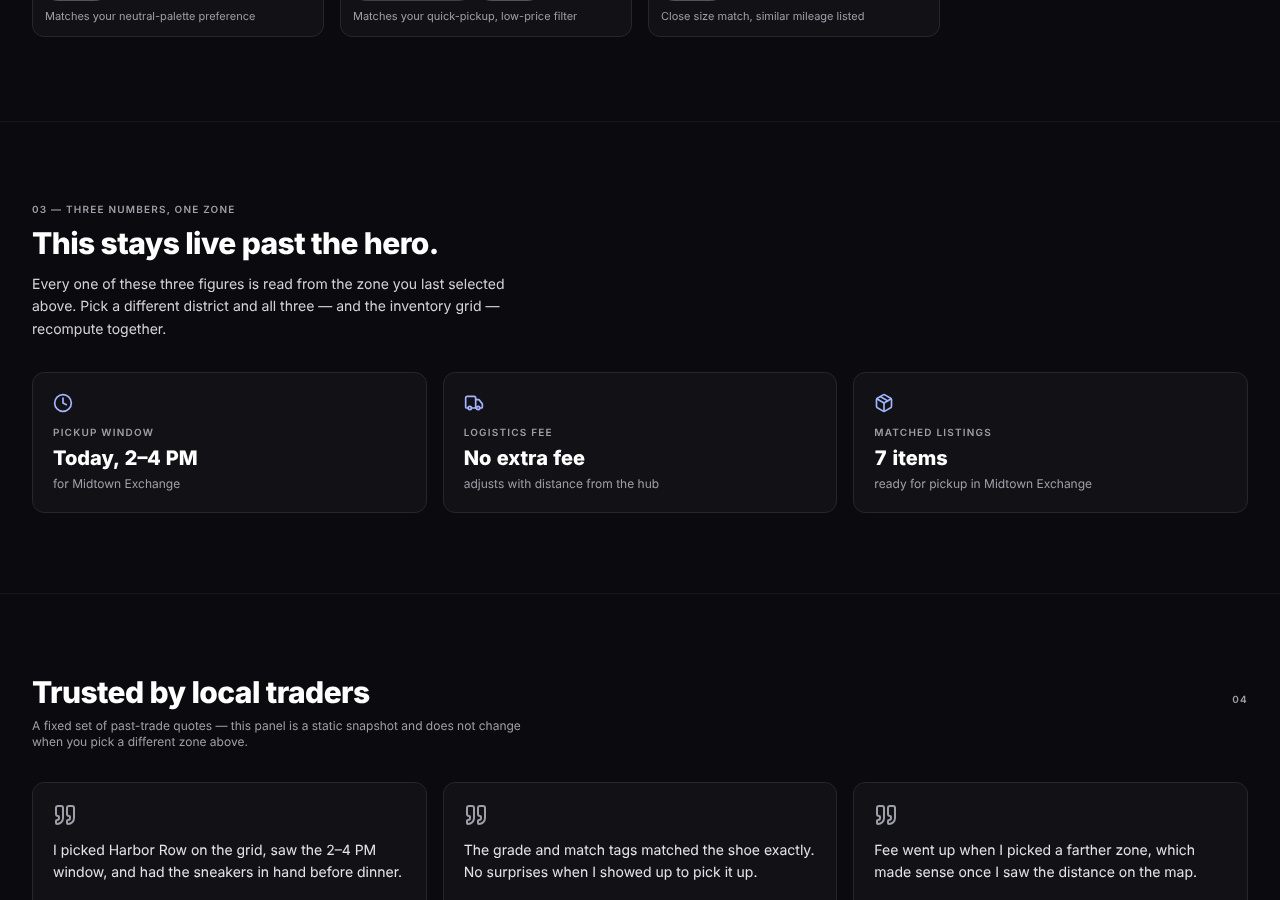 Matches your neutral-palette preference
Matches your quick-pickup, low-price filter
Close size match, similar mileage listed
03 — THREE NUMBERS, ONE ZONE
This stays live past the hero.
Every one of these three figures is read from the zone you last selected
above. Pick a different district and all three — and the inventory grid —
recompute together.
PICKUP WINDOW
Today, 2–4 PM
for Midtown Exchange
LOGISTICS FEE
No extra fee
adjusts with distance from the hub
MATCHED LISTINGS
7 items
ready for pickup in Midtown Exchange
Trusted by local traders
04
A fixed set of past-trade quotes — this panel is a static snapshot and does not change
when you pick a different zone above.
I picked Harbor Row on the grid, saw the 2–4 PM
window, and had the sneakers in hand before dinner.
The grade and match tags matched the shoe exactly.
No surprises when I showed up to pick it up.
Fee went up when I picked a farther zone, which
made sense once I saw the distance on the map.